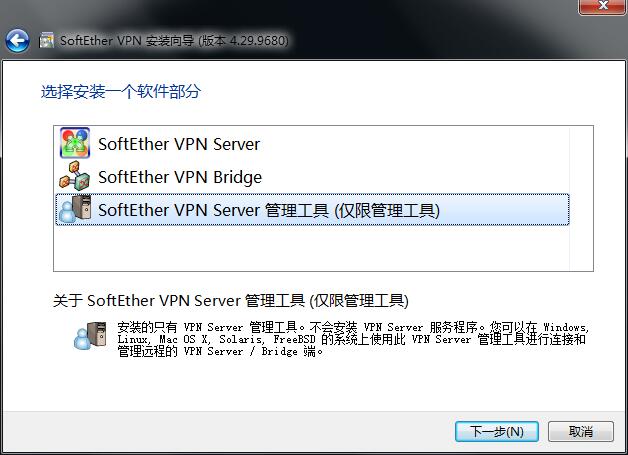 SoftEther VPN 安装向导 (版本 4.29.9680)
选择安装一个软件部分
SoftEther VPN Server
SoftEther VPN Bridge
SoftEther VPN Server 管理工具 (仅限管理工具)
关于 SoftEther VPN Server 管理工具 (仅限管理工具)
安装的只有 VPN Server 管理工具。不会安装 VPN Server 服务程序。您可以在 Windows,
Linux, Mac OS X, Solaris, FreeBSD 的系统上使用此 VPN Server 管理工具进行连接和
管理远程的 VPN Server / Bridge 端。
下一步(N)
取消